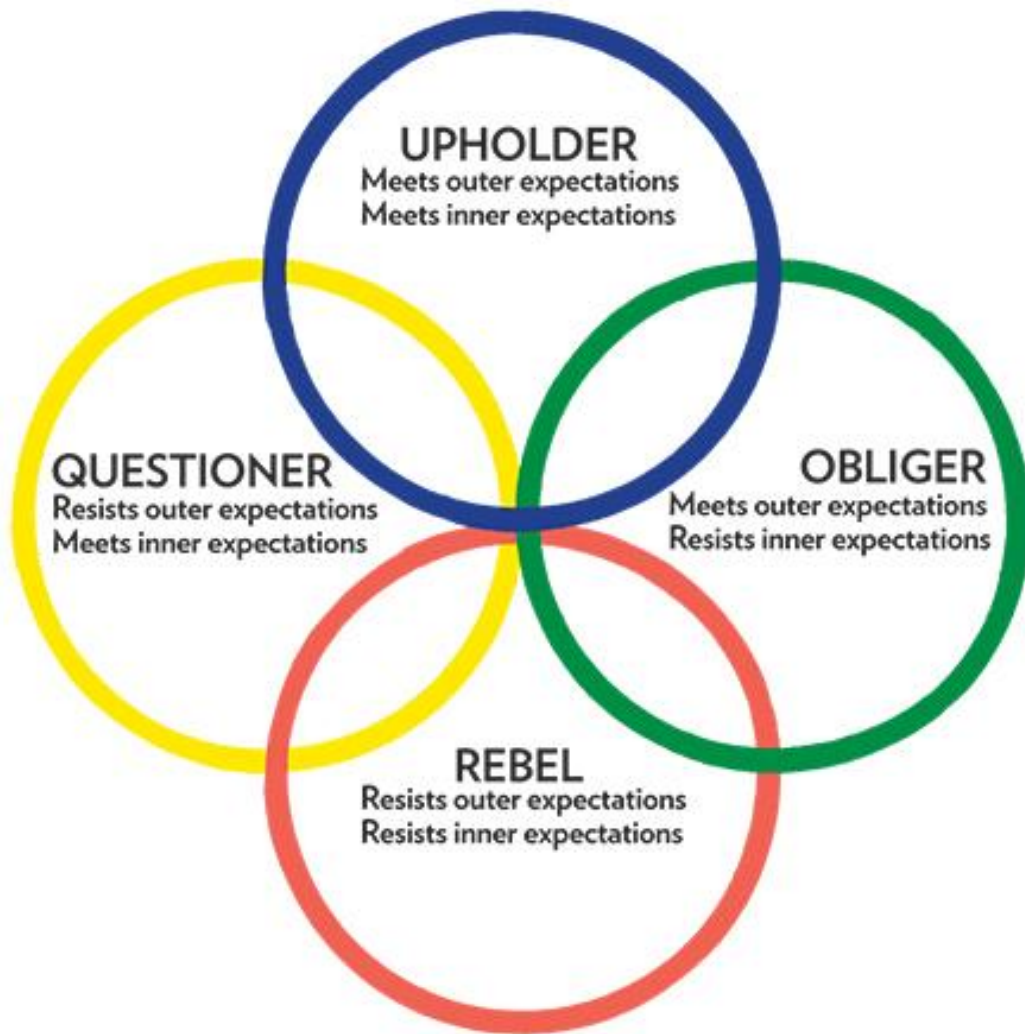 UPHOLDER
Meets outer expectations
Meets inner expectations
QUESTIONER
Resists outer expectations
Meets inner expectations
OBLIGER
Meets outer expectations
Resists inner expectations
REBEL
Resists outer expectations
Resists inner expectations